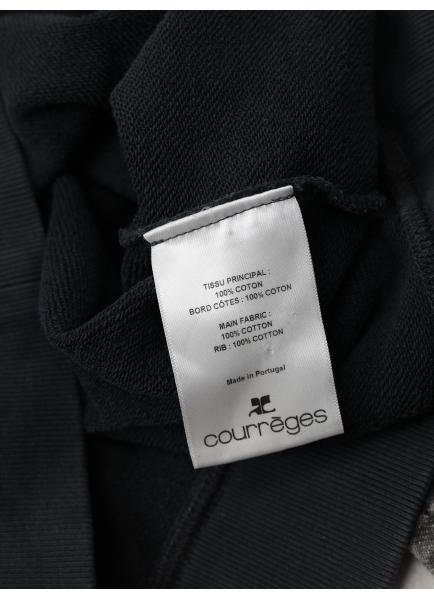 TISSU PRINCIPAL :
100% COTON
BORD CÔTES : 100% COTON
MAIN FABRIC :
100% COTTON
RIB : 100% COTTON
Made in Portugal
courrèges